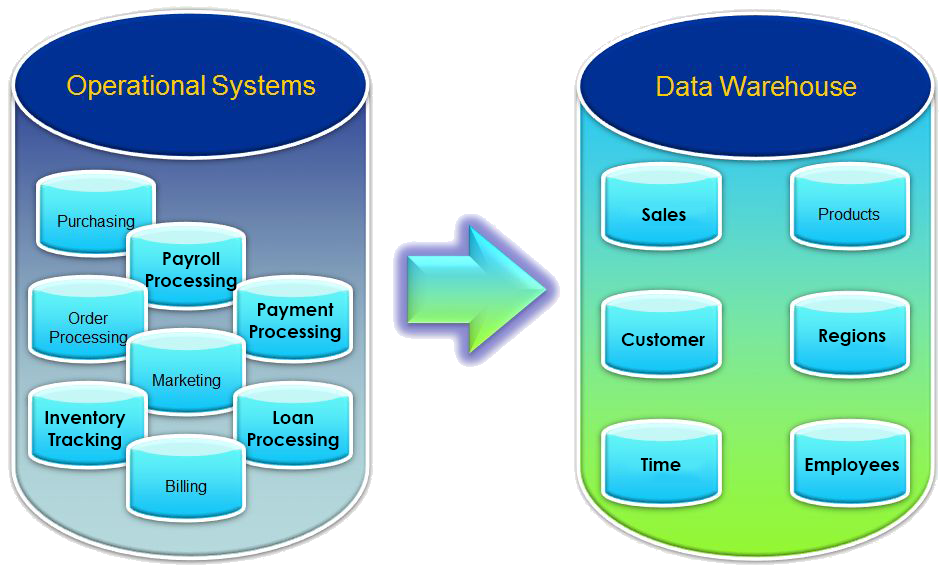 Operational Systems
Purchasing
Payroll
Processing
Order
Processing
Payment
Processing
Marketing
Inventory
Tracking
Loan
Processing
Billing
Data Warehouse
Sales
Products
Customer
Regions
Time
Employees